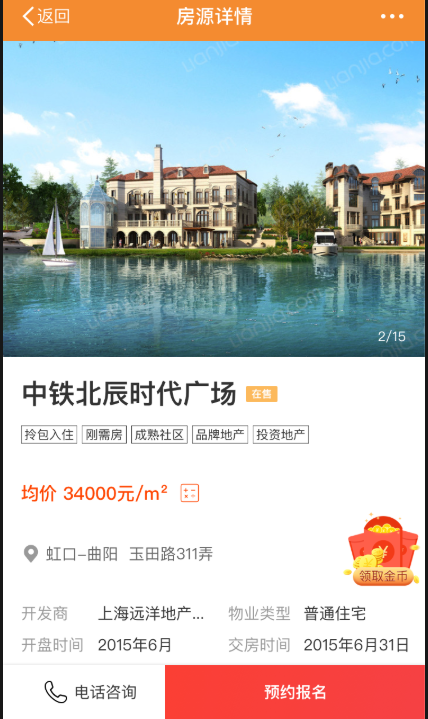 返回
房源详情
lianjia.com
2/15
中铁北辰时代广场 在售
拎包入住 刚需房 成熟社区 品牌地产 投资地产
均价 34000元/m²
虹口-曲阳 玉田路311弄
领取金币
开发商 上海远洋地产... 物业类型 普通住宅
开盘时间 2015年6月 交房时间 2015年6月31日
电话咨询 预约报名